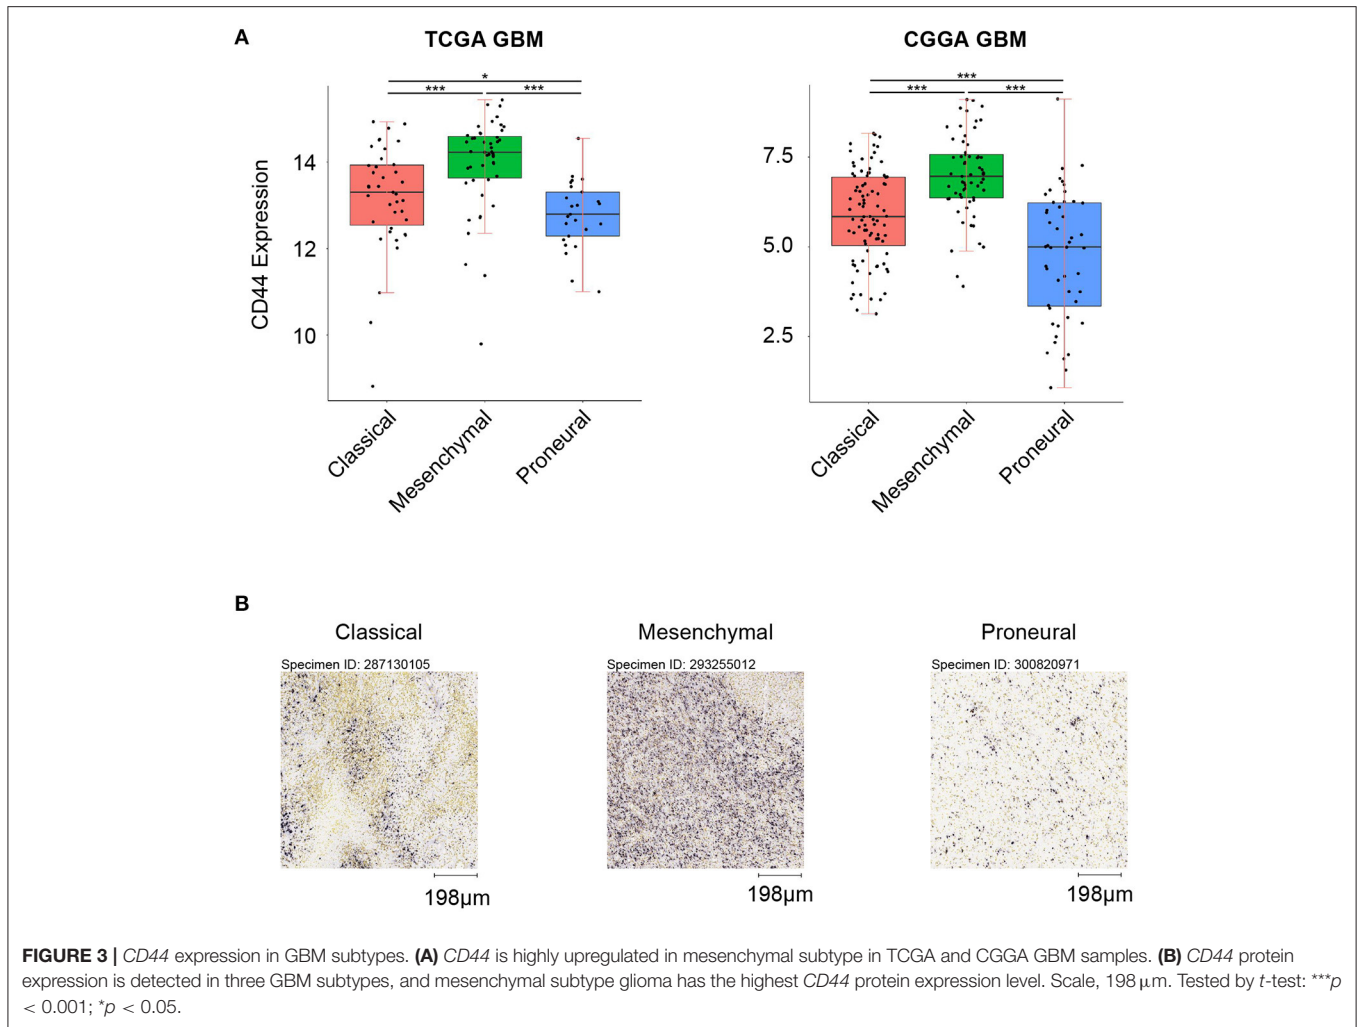 A
TCGA GBM
CGGA GBM
CD44 Expression
*
***
***
14
12
10
Classical
Mesenchymal
Proneural
***
***
***
7.5
5.0
2.5
Classical
Mesenchymal
Proneural
B
Classical
Mesenchymal
Proneural
Specimen ID: 287130105
Specimen ID: 293255012
Specimen ID: 300820971
198µm
198µm
198µm
FIGURE 3 | CD44 expression in GBM subtypes. (A) CD44 is highly upregulated in mesenchymal subtype in TCGA and CGGA GBM samples. (B) CD44 protein
expression is detected in three GBM subtypes, and mesenchymal subtype glioma has the highest CD44 protein expression level. Scale, 198 µm. Tested by t-test: ***p
< 0.001; *p < 0.05.